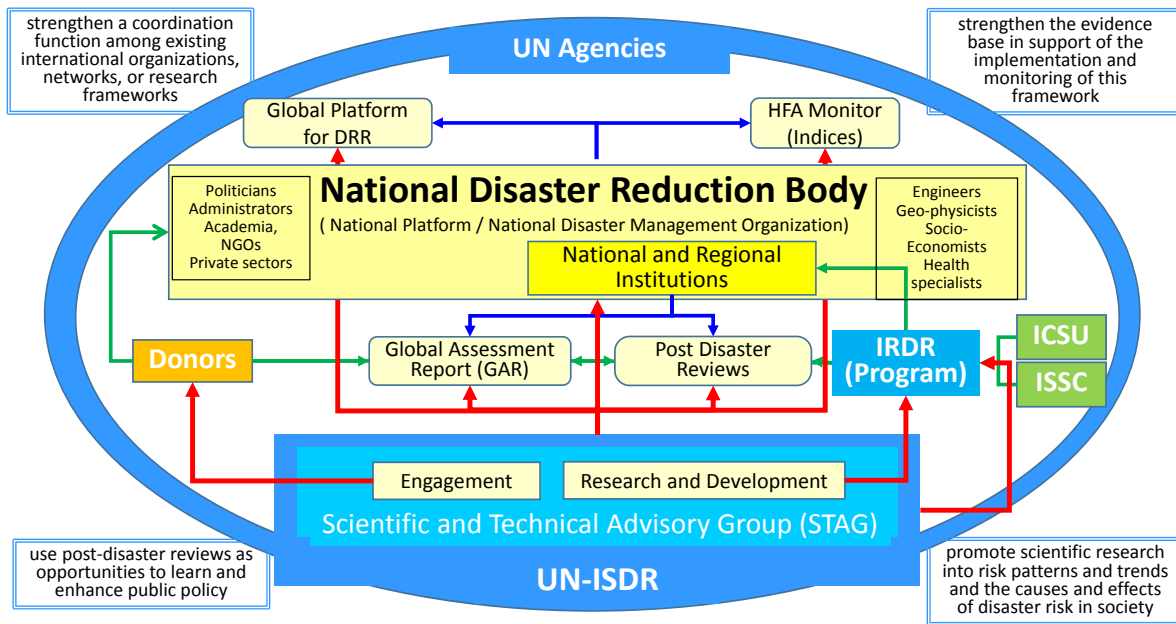 strengthen a coordination
function among existing
international organizations,
networks, or research
frameworks
UN Agencies
strengthen the evidence
base in support of the
implementation and
monitoring of this
framework
Global Platform
for DRR
HFA Monitor
(Indices)
National Disaster Reduction Body
( National Platform / National Disaster Management Organization)
Politicians
Administrators
Academia,
NGOs
Private sectors
Engineers
Geo-physicists
Socio-
Economists
Health
specialists
National and Regional
Institutions
Donors
Global Assessment
Report (GAR)
Post Disaster
Reviews
IRDR
(Program)
ICSU
ISSC
Engagement
Research and Development
Scientific and Technical Advisory Group (STAG)
UN-ISDR
use post-disaster reviews as
opportunities to learn and
enhance public policy
promote scientific research
into risk patterns and trends
and the causes and effects
of disaster risk in society